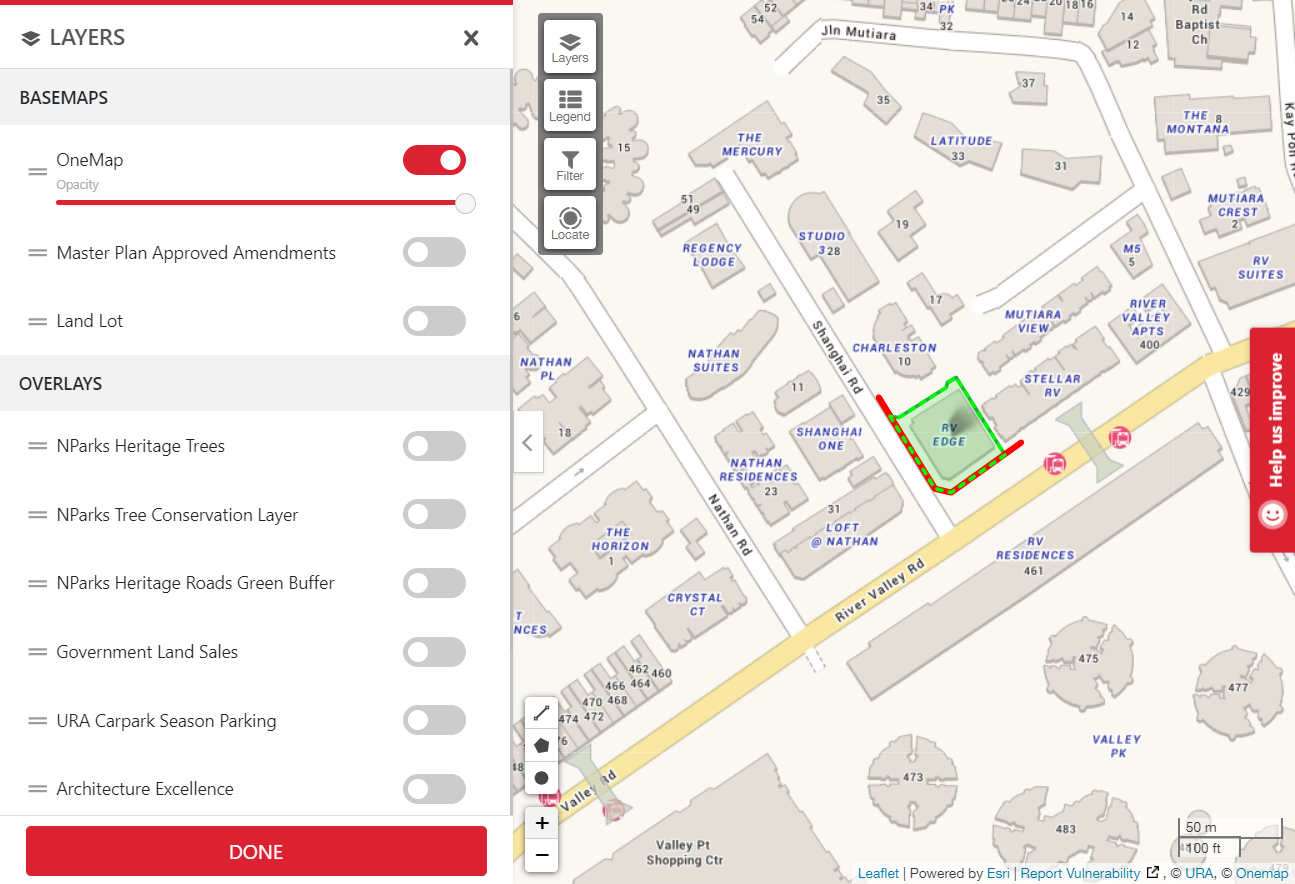 LAYERS
BASEMAPS
OneMap
Opacity
Master Plan Approved Amendments
Land Lot
OVERLAYS
NParks Heritage Trees
NParks Tree Conservation Layer
NParks Heritage Roads Green Buffer
Government Land Sales
URA Carpark Season Parking
Architecture Excellence
DONE
Layers
Legend
Filter
Locate
52
54
34
PK
32
20
18 16
14
12
Rd
Baptist
Ch
Jln Mutiara
35
37
THE 8
MONTANA
LATITUDE
33
31
THE
MERCURY
15
51
49
REGENCY
LODGE
STUDIO
3 28
19
17
MUTIARA
CREST
2
M5
5
RV
SUITES
RIVER
VALLEY
APTS
400
MUTIARA
VIEW
6
NATHAN
PL
18
NATHAN
SUITES
Shanghai Rd
CHARLESTON
10
STELLAR
RV
429
11
SHANGHAI
ONE
RV
EDGE
NATHAN
RESIDENCES
23
31
LOFT
@ NATHAN
Nathan Rd
THE
HORIZON
1
CRYSTAL
CT
T
NCES
River Valley Rd
RV
RESIDENCES
461
475
477
VALLEY
PK
462 460
466 464
470 468
474 472
76
48
Valley Rd
473
483
Valley Pt
Shopping Ctr
Help us improve
+
−
50 m
100 ft
479
Leaflet | Powered by Esri | Report Vulnerability , © URA, © Onemap